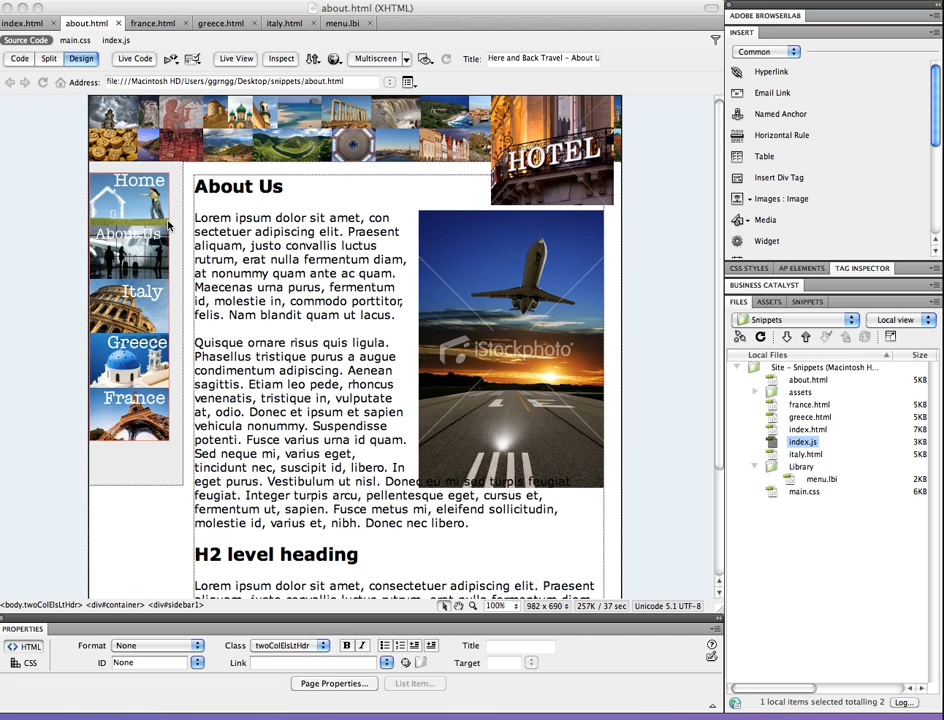 about.html (XHTML)
index.html
about.html
france.html
greece.html
italy.html
menu.lbi
Source Code
main.css
index.js
Code
Split
Design
Live Code
Live View
Inspect
Multiscreen
Title:
Here and Back Travel - About U
Address:
file:///Macintosh HD/Users/ggrngg/Desktop/snippets/about.html
HOTEL
Home
About Us
Italy
Greece
France
About Us
Lorem ipsum dolor sit amet, con
sectetuer adipiscing elit. Praesent
aliquam, justo convallis luctus
rutrum, erat nulla fermentum diam,
at nonummy quam ante ac quam.
Maecenas urna purus, fermentum
id, molestie in, commodo porttitor,
felis. Nam blandit quam ut lacus.
Quisque ornare risus quis ligula.
Phasellus tristique purus a augue
condimentum adipiscing. Aenean
sagittis. Etiam leo pede, rhoncus
venenatis, tristique in, vulputate
at, odio. Donec et ipsum et sapien
vehicula nonummy. Suspendisse
potenti. Fusce varius urna id quam.
Sed neque mi, varius eget,
tincidunt nec, suscipit id, libero. In
eget purus. Vestibulum ut nisl. Donec eu mi sed turpis feugiat
feugiat. Integer turpis arcu, pellentesque eget, cursus et,
fermentum ut, sapien. Fusce metus mi, eleifend sollicitudin,
molestie id, varius et, nibh. Donec nec libero.
iStockphoto
H2 level heading
Lorem ipsum dolor sit amet, consectetuer adipiscing elit. Praesent
<body.twoColElsLtHdr> <div#container> <div#sidebar1>
100%
982 x 690
257K / 37 sec
Unicode 5.1 UTF-8
PROPERTIES
<> HTML
CSS
Format
None
ID
None
Class
twoColElsLtHdr
Link
B
I
Title
Target
Page Properties...
List Item...
ADOBE BROWSERLAB
INSERT
Common
Hyperlink
Email Link
Named Anchor
Horizontal Rule
Table
Insert Div Tag
Images : Image
Media
Widget
CSS STYLES
AP ELEMENTS
TAG INSPECTOR
BUSINESS CATALYST
FILES
ASSETS
SNIPPETS
Snippets
Local view
Local Files
Size
Site - Snippets (Macintosh H...
about.html 5KB
assets
france.html 5KB
greece.html 5KB
index.html 7KB
index.js 3KB
italy.html 5KB
Library
menu.lbi 2KB
main.css 6KB
1 local items selected totalling 2
Log...